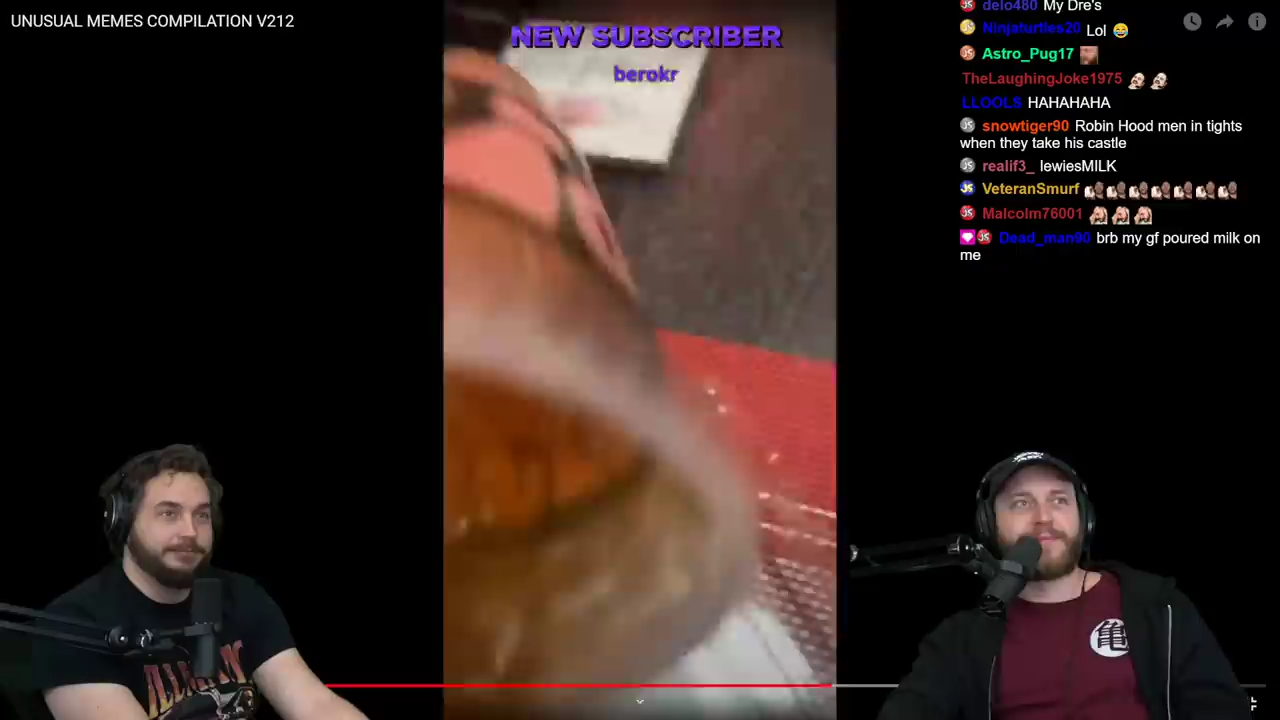 UNUSUAL MEMES COMPILATION V212
NEW SUBSCRIBER
berokr
delo480 My Dre's
Ninjaturtles20 Lol
Astro_Pug17
TheLaughingJoke1975
LLOOLS HAHAHAHA
snowtiger90 Robin Hood men in tights
when they take his castle
realif3_ lewiesMILK
VeteranSmurf
Malcolm76001
Dead_man90 brb my gf poured milk on
me
亀